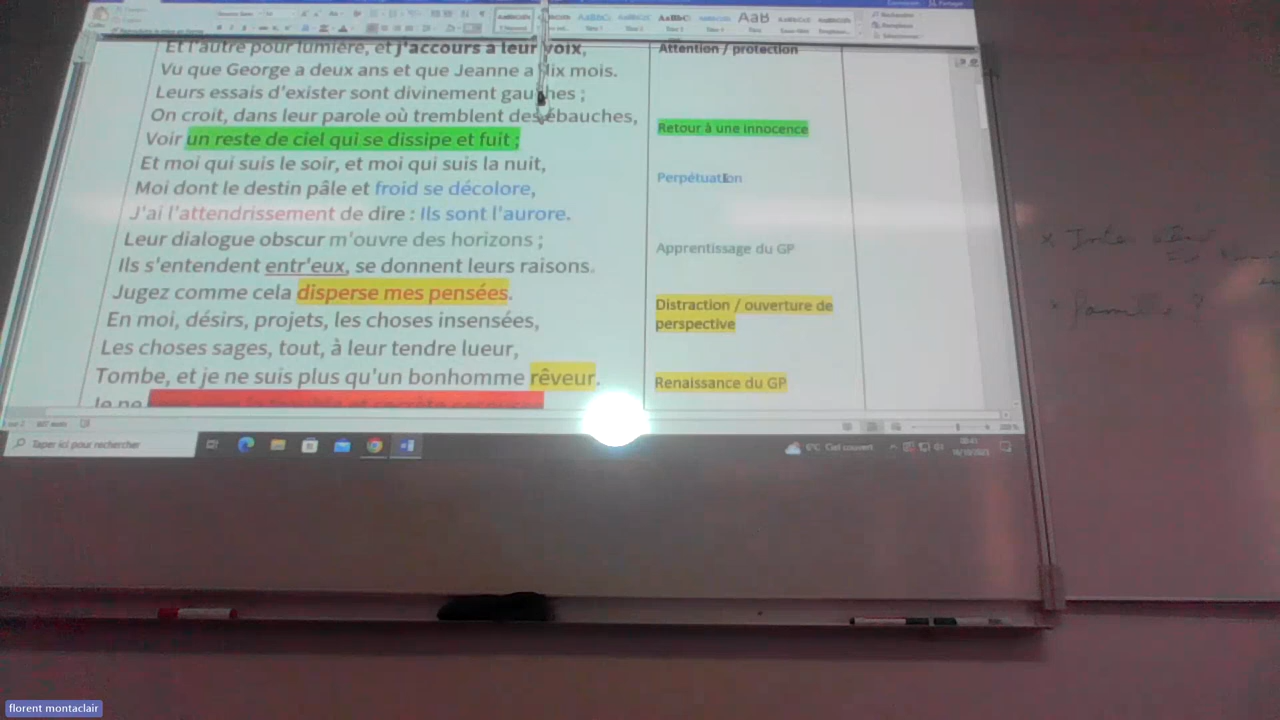 Et l'autre pour lumière, et j'accours à leur voix,
Attention / protection
Vu que George a deux ans et que Jeanne a dix mois.
Leurs essais d'exister sont divinement gauches ;
On croit, dans leur parole où tremblent des ébauches,
Retour à une innocence
Voir un reste de ciel qui se dissipe et fuit ;
Et moi qui suis le soir, et moi qui suis la nuit,
Perpétuation
Moi dont le destin pâle et froid se décolore,
J'ai l'attendrissement de dire : Ils sont l'aurore.
Leur dialogue obscur m'ouvre des horizons ;
Apprentissage du GP
Ils s'entendent entr'eux, se donnent leurs raisons.
Jugez comme cela disperse mes pensées.
Distraction / ouverture de
perspective
En moi, désirs, projets, les choses insensées,
Les choses sages, tout, à leur tendre lueur,
Tombe, et je ne suis plus qu'un bonhomme rêveur.
Renaissance du GP
Je ne
Taper ici pour rechercher
Ciel couvert
florent montaclair